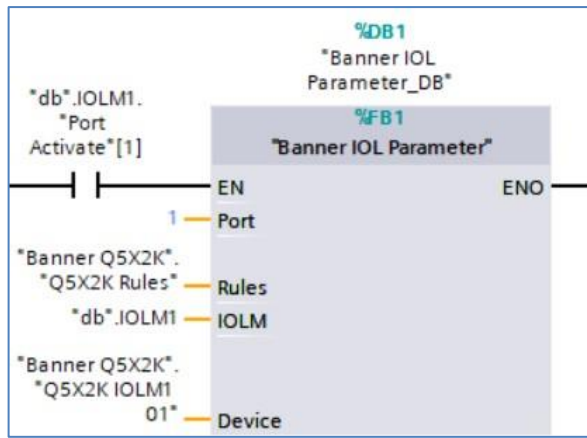 %DB1
"Banner IOL
Parameter_DB"
"db".IOLM1.
"Port
Activate"[1]
%FB1
"Banner IOL Parameter"
EN
ENO
1
Port
"Banner Q5X2K".
"Q5X2K Rules"
Rules
"db".IOLM1
IOLM
"Banner Q5X2K".
"Q5X2K IOLM1
01"
Device